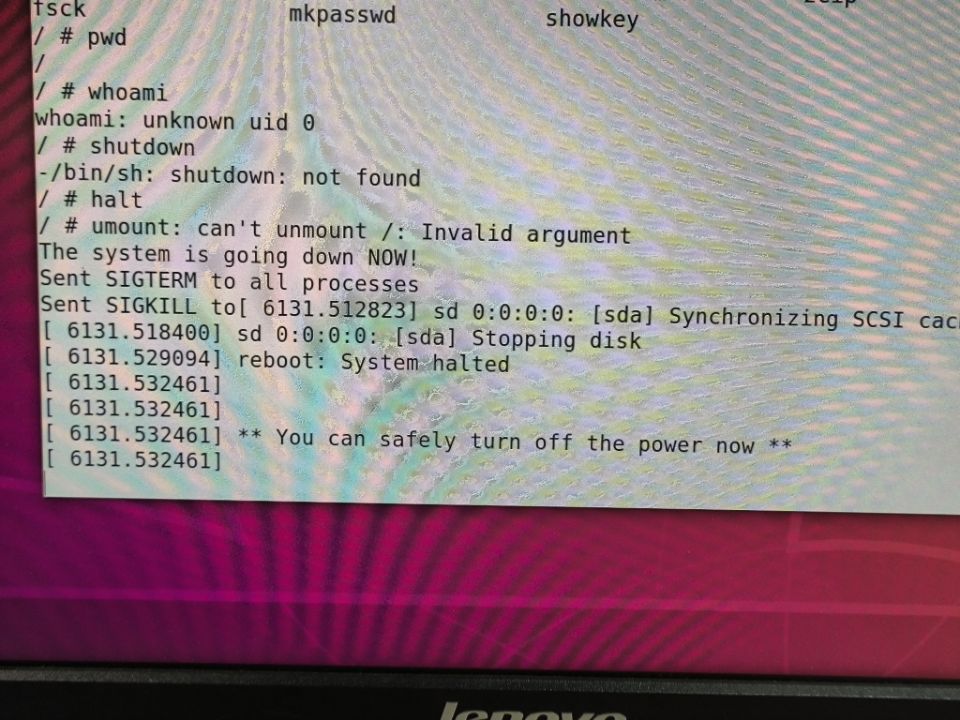 fsck mkpasswd showkey
/ # pwd
/
/ # whoami
whoami: unknown uid 0
/ # shutdown
-/bin/sh: shutdown: not found
/ # halt
/ # umount: can't unmount /: Invalid argument
The system is going down NOW!
Sent SIGTERM to all processes
Sent SIGKILL to[ 6131.512823] sd 0:0:0:0: [sda] Synchronizing SCSI
[ 6131.518400] sd 0:0:0:0: [sda] Stopping disk
[ 6131.529094] reboot: System halted
[ 6131.532461]
[ 6131.532461]
[ 6131.532461] ** You can safely turn off the power now **
[ 6131.532461]
lenovo